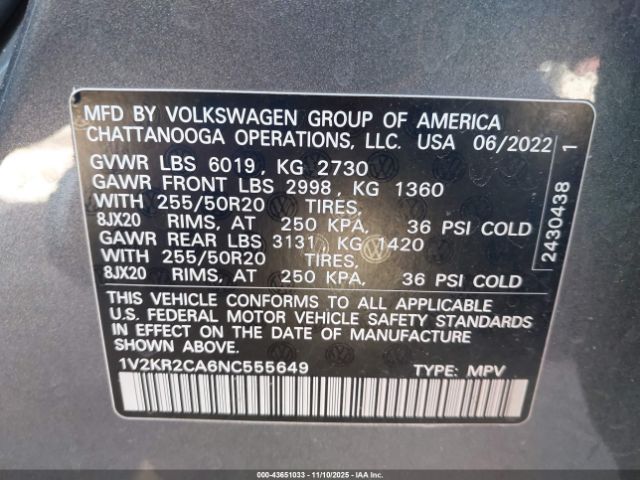 MFD BY VOLKSWAGEN GROUP OF AMERICA
CHATTANOOGA OPERATIONS, LLC. USA 06/2022
GVWR LBS 6019, KG 2730
GAWR FRONT LBS 2998, KG 1360
WITH 255/50R20 TIRES,
8JX20 RIMS, AT 250 KPA, 36 PSI COLD
GAWR REAR LBS 3131, KG 1420
WITH 255/50R20 TIRES,
8JX20 RIMS, AT 250 KPA, 36 PSI COLD
THIS VEHICLE CONFORMS TO ALL APPLICABLE
U.S. FEDERAL MOTOR VEHICLE SAFETY STANDARDS
IN EFFECT ON THE DATE OF MANUFACTURE
SHOWN ABOVE.
1V2KR2CA6NC555649 TYPE: MPV
2430438 1
000-43651033 - 11/10/2025 - IAAI.COM